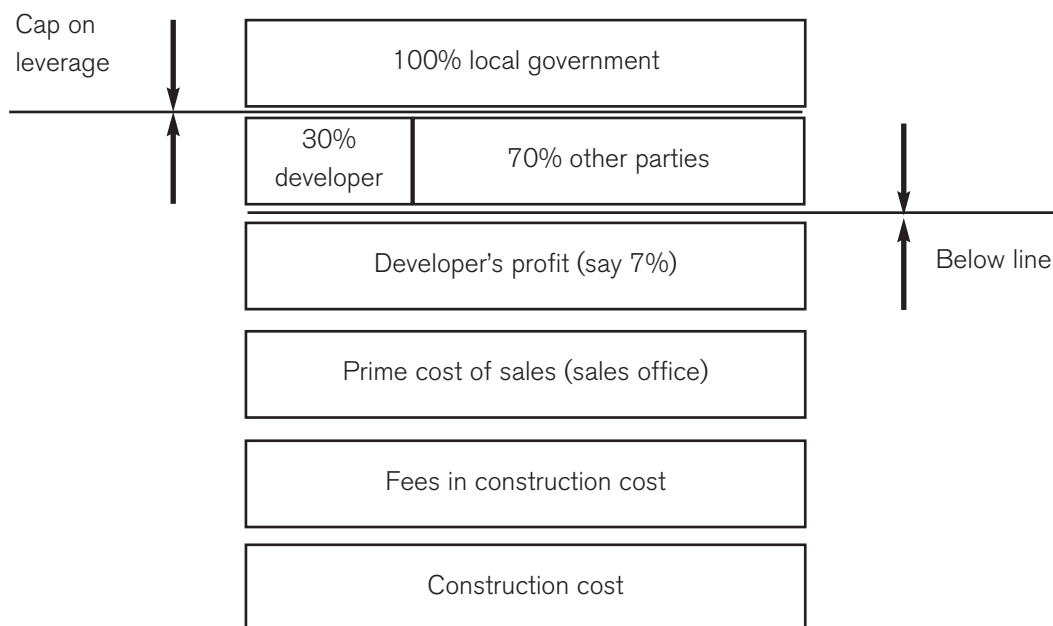 Cap on
leverage
100% local government
30%
developer
70% other parties
Developer’s profit (say 7%)
Below line
Prime cost of sales (sales office)
Fees in construction cost
Construction cost